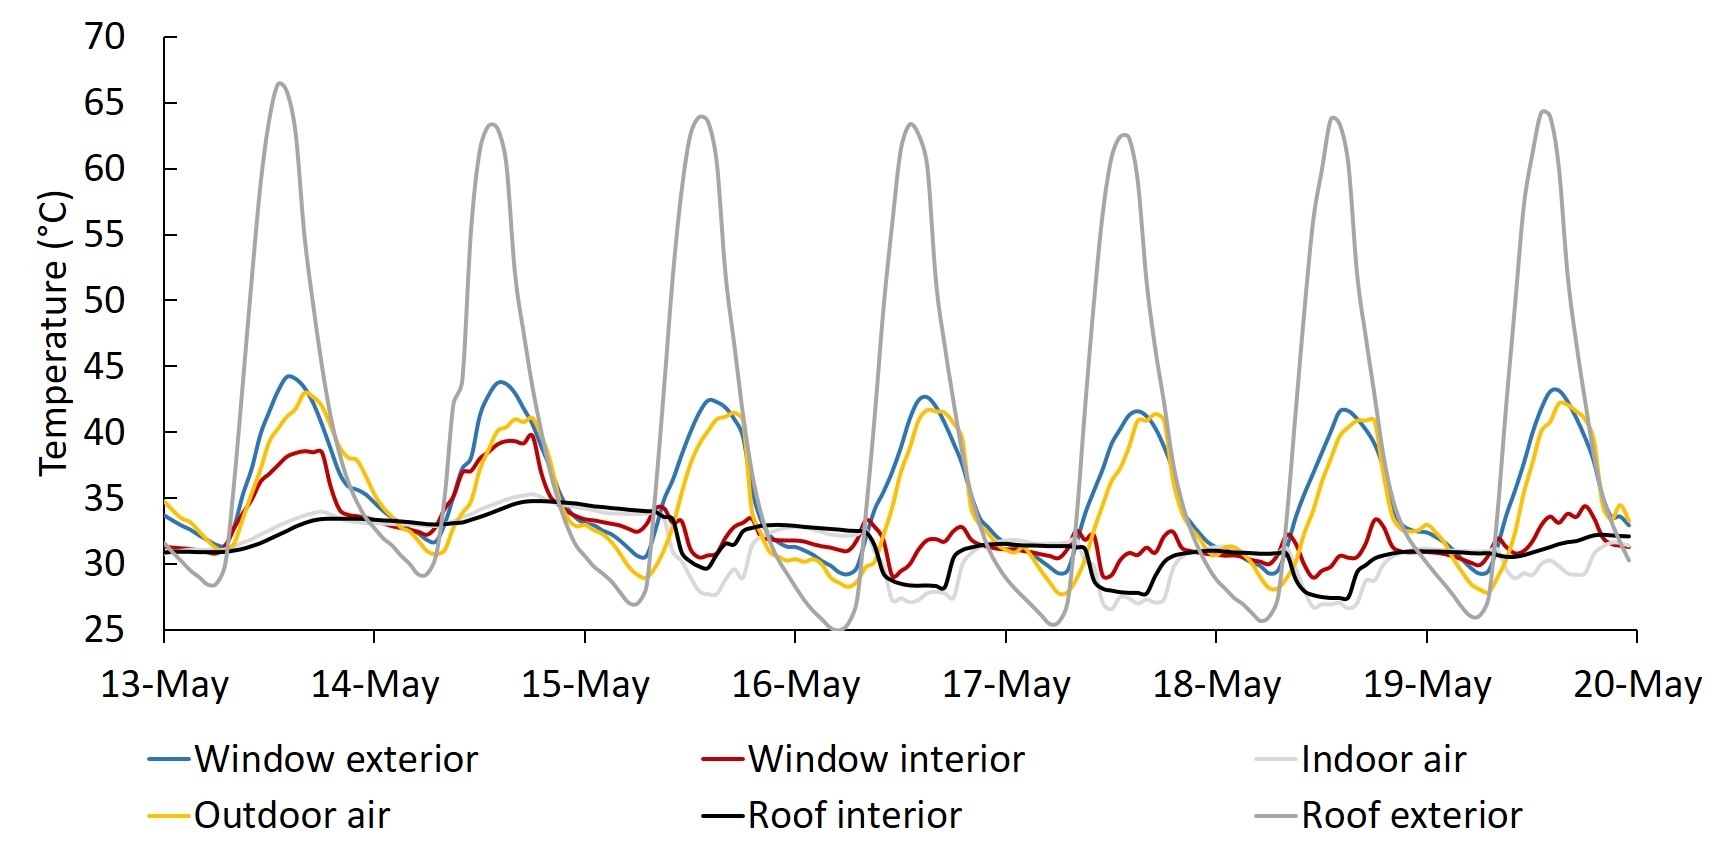 Temperature (°C)
70
65
60
55
50
45
40
35
30
25
13-May 14-May 15-May 16-May 17-May 18-May 19-May 20-May
Window exterior Window interior Indoor air
Outdoor air Roof interior Roof exterior